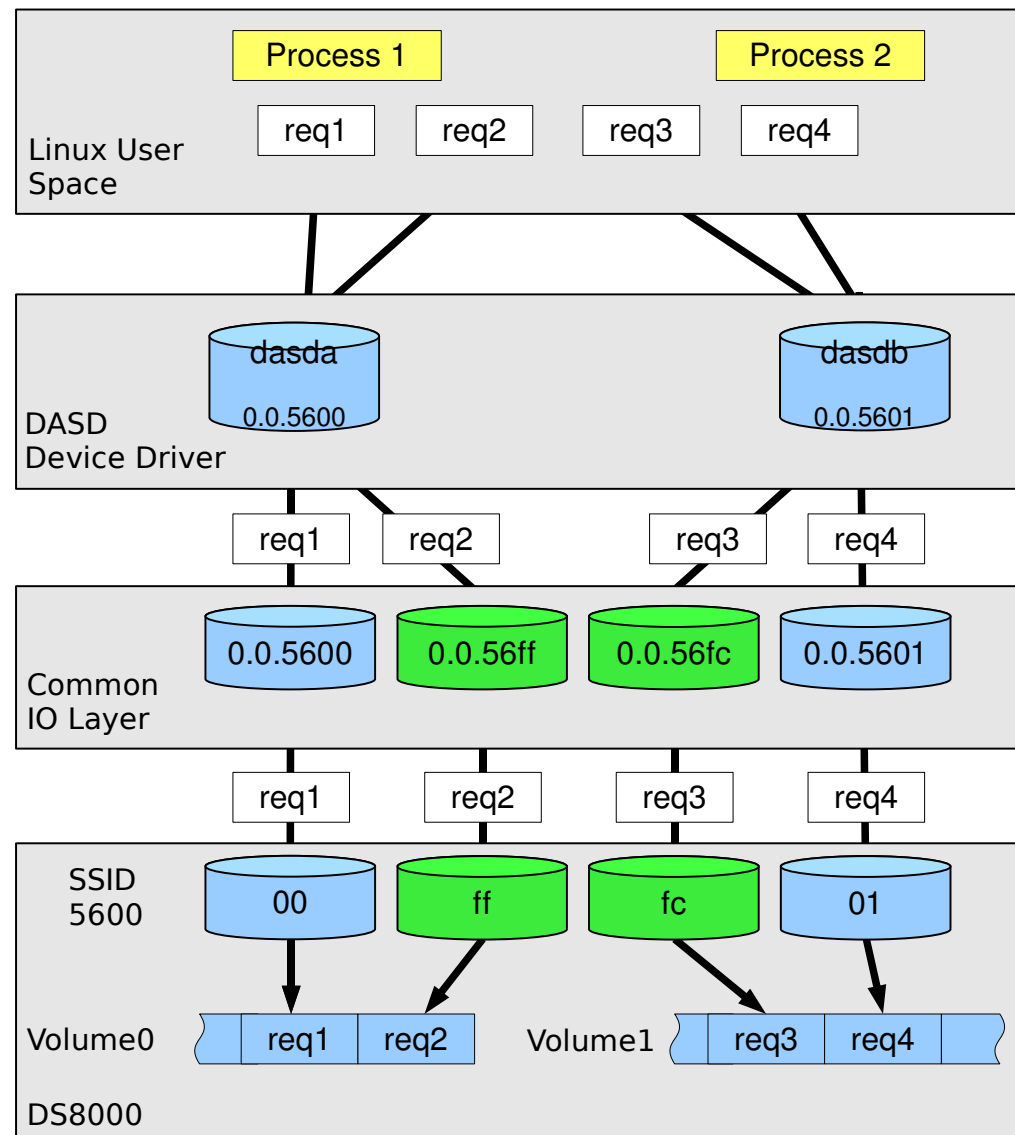 Process 1
Process 2
req1
req2
req3
req4
Linux User
Space
dasda
0.0.5600
dasdb
0.0.5601
DASD
Device Driver
req1
req2
req3
req4
0.0.5600
0.0.56ff
0.0.56fc
0.0.5601
Common
IO Layer
req1
req2
req3
req4
SSID
5600
00
ff
fc
01
Volume0
req1
req2
Volume1
req3
req4
DS8000